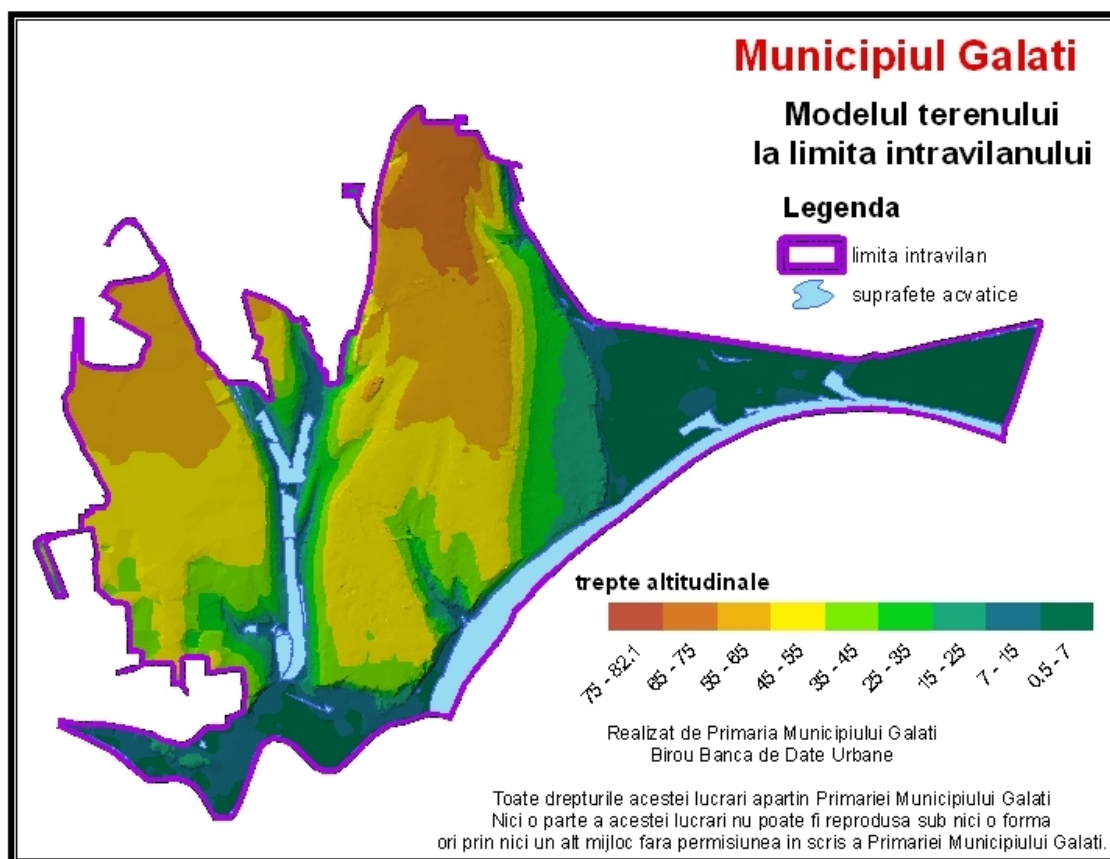 Municipiul Galati
Modelul terenului
la limita intravilanului
Legenda
limita intravilan
suprafete acvatice
trepte altitudinale
75 - 82.1
65 - 75
55 - 65
45 - 55
35 - 45
25 - 35
15 - 25
7 - 15
0.5 - 7
Realizat de Primaria Municipiului Galati
Birou Banca de Date Urbane
Toate drepturile acestei lucrari apartin Primariei Municipiului Galati
Nici o parte a acestei lucrari nu poate fi reprodusa sub nici o forma
ori prin nici un alt mijloc fara permisiunea in scris a Primariei Municipiului Galati.